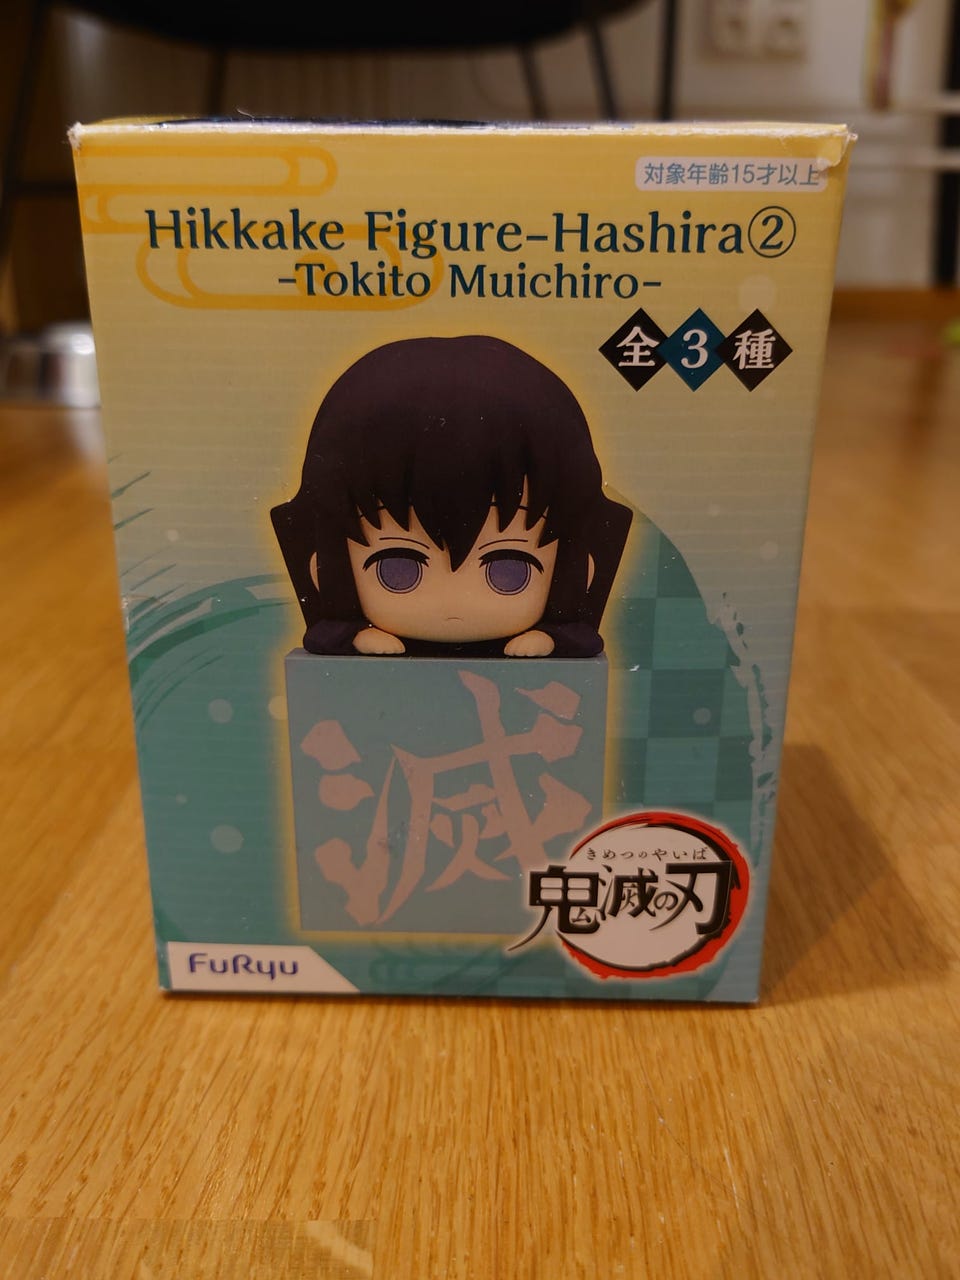 対象年齢15才以上
Hikkake Figure-Hashira②
-Tokito Muichiro-
全3種
滅
きめつのやいば
鬼滅の刃
FuRyu